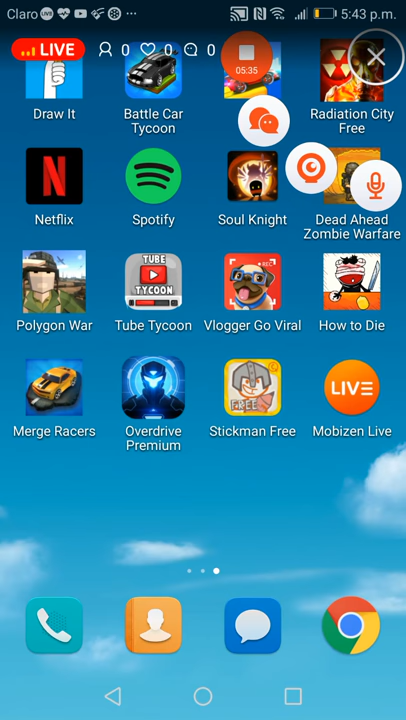 Claro LIVE 5:43 p.m.
LIVE 0 0 0
05:35
Draw It
Battle Car
Tycoon
Radiation City
Free
Netflix
Spotify
Soul Knight
Dead Ahead
Zombie Warfare
TUBE
TYCOON
REC
Polygon War
Tube Tycoon
Vlogger Go Viral
How to Die
FREE
LIVE
Merge Racers
Overdrive
Premium
Stickman Free
Mobizen Live